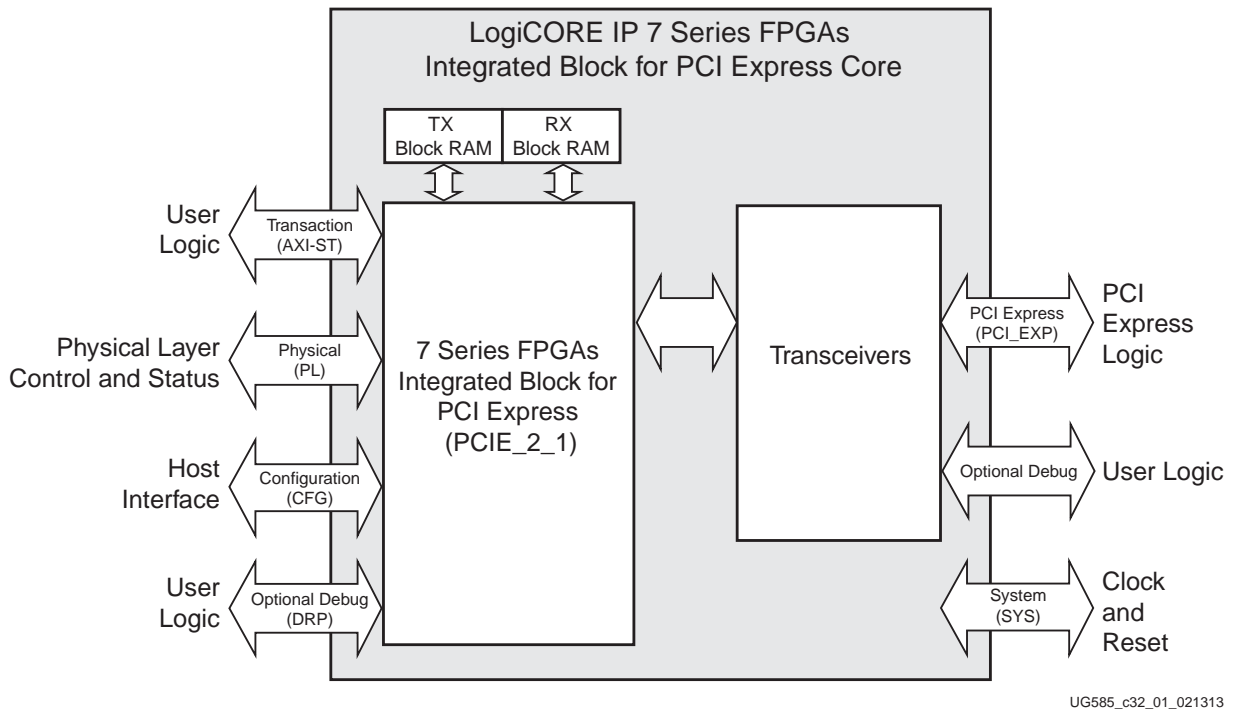 LogiCORE IP 7 Series FPGAs
Integrated Block for PCI Express Core
TX
Block RAM
RX
Block RAM
User
Logic
Transaction
(AXI-ST)
Physical Layer
Control and Status
Physical
(PL)
Host
Interface
Configuration
(CFG)
User
Logic
Optional Debug
(DRP)
7 Series FPGAs
Integrated Block for
PCI Express
(PCIE_2_1)
Transceivers
PCI Express
(PCI_EXP)
PCI
Express
Logic
Optional Debug
User Logic
System
(SYS)
Clock
and
Reset
UG585_c32_01_021313